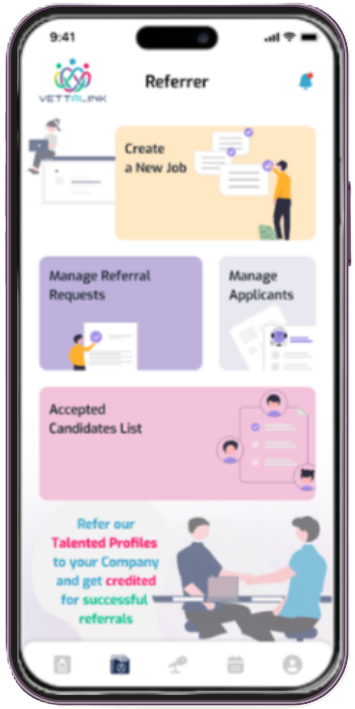 9:41
VETTALINK
Referrer
Create
a New Job
Manage Referral
Requests
Manage
Applicants
Accepted
Candidates List
Refer our
Talented Profiles
to your Company
and get credited
for successful
referrals